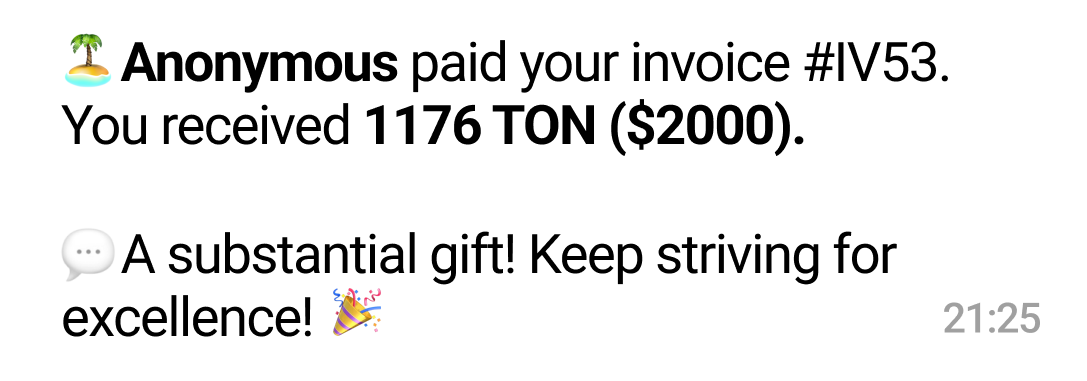 🏝 Anonymous paid your invoice #IV53.
You received 1176 TON ($2000).
💬 A substantial gift! Keep striving for
excellence! 🎉
21:25